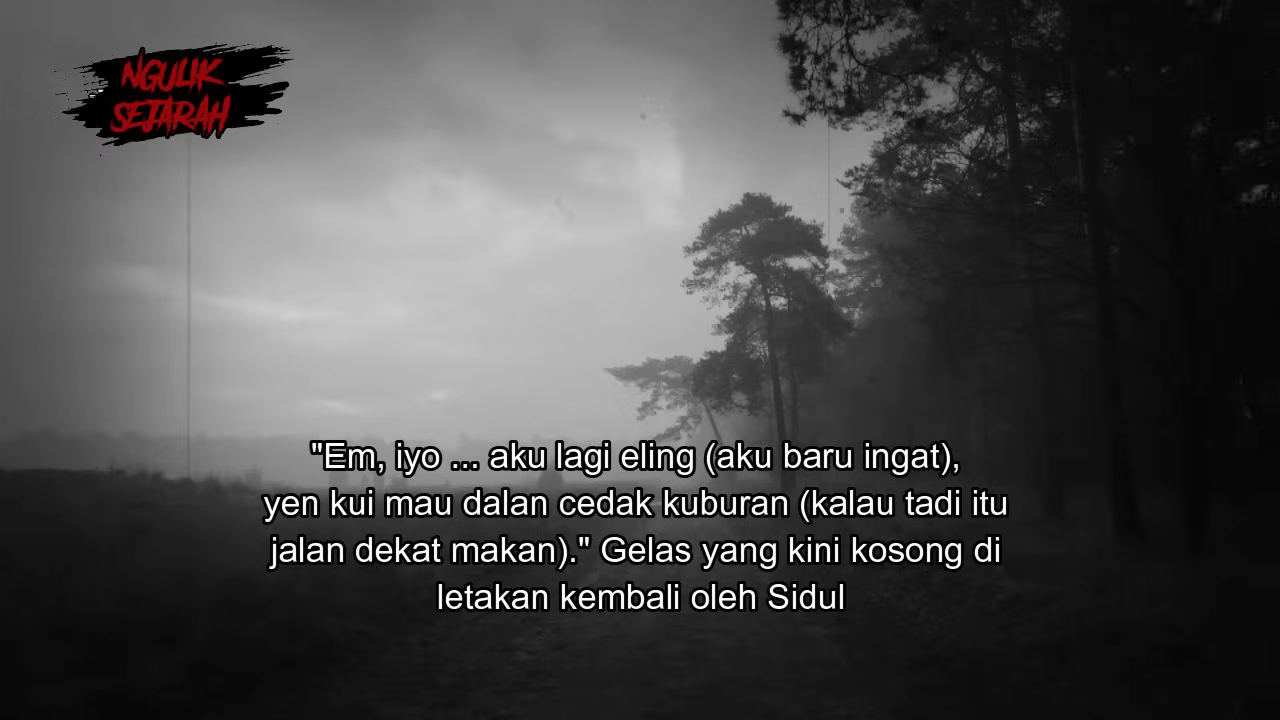 NGULIK
SEJARAH
"Em, iyo ... aku lagi eling (aku baru ingat),
yen kui mau dalan cedak kuburan (kalau tadi itu
jalan dekat makan)." Gelas yang kini kosong di
letakan kembali oleh Sidul